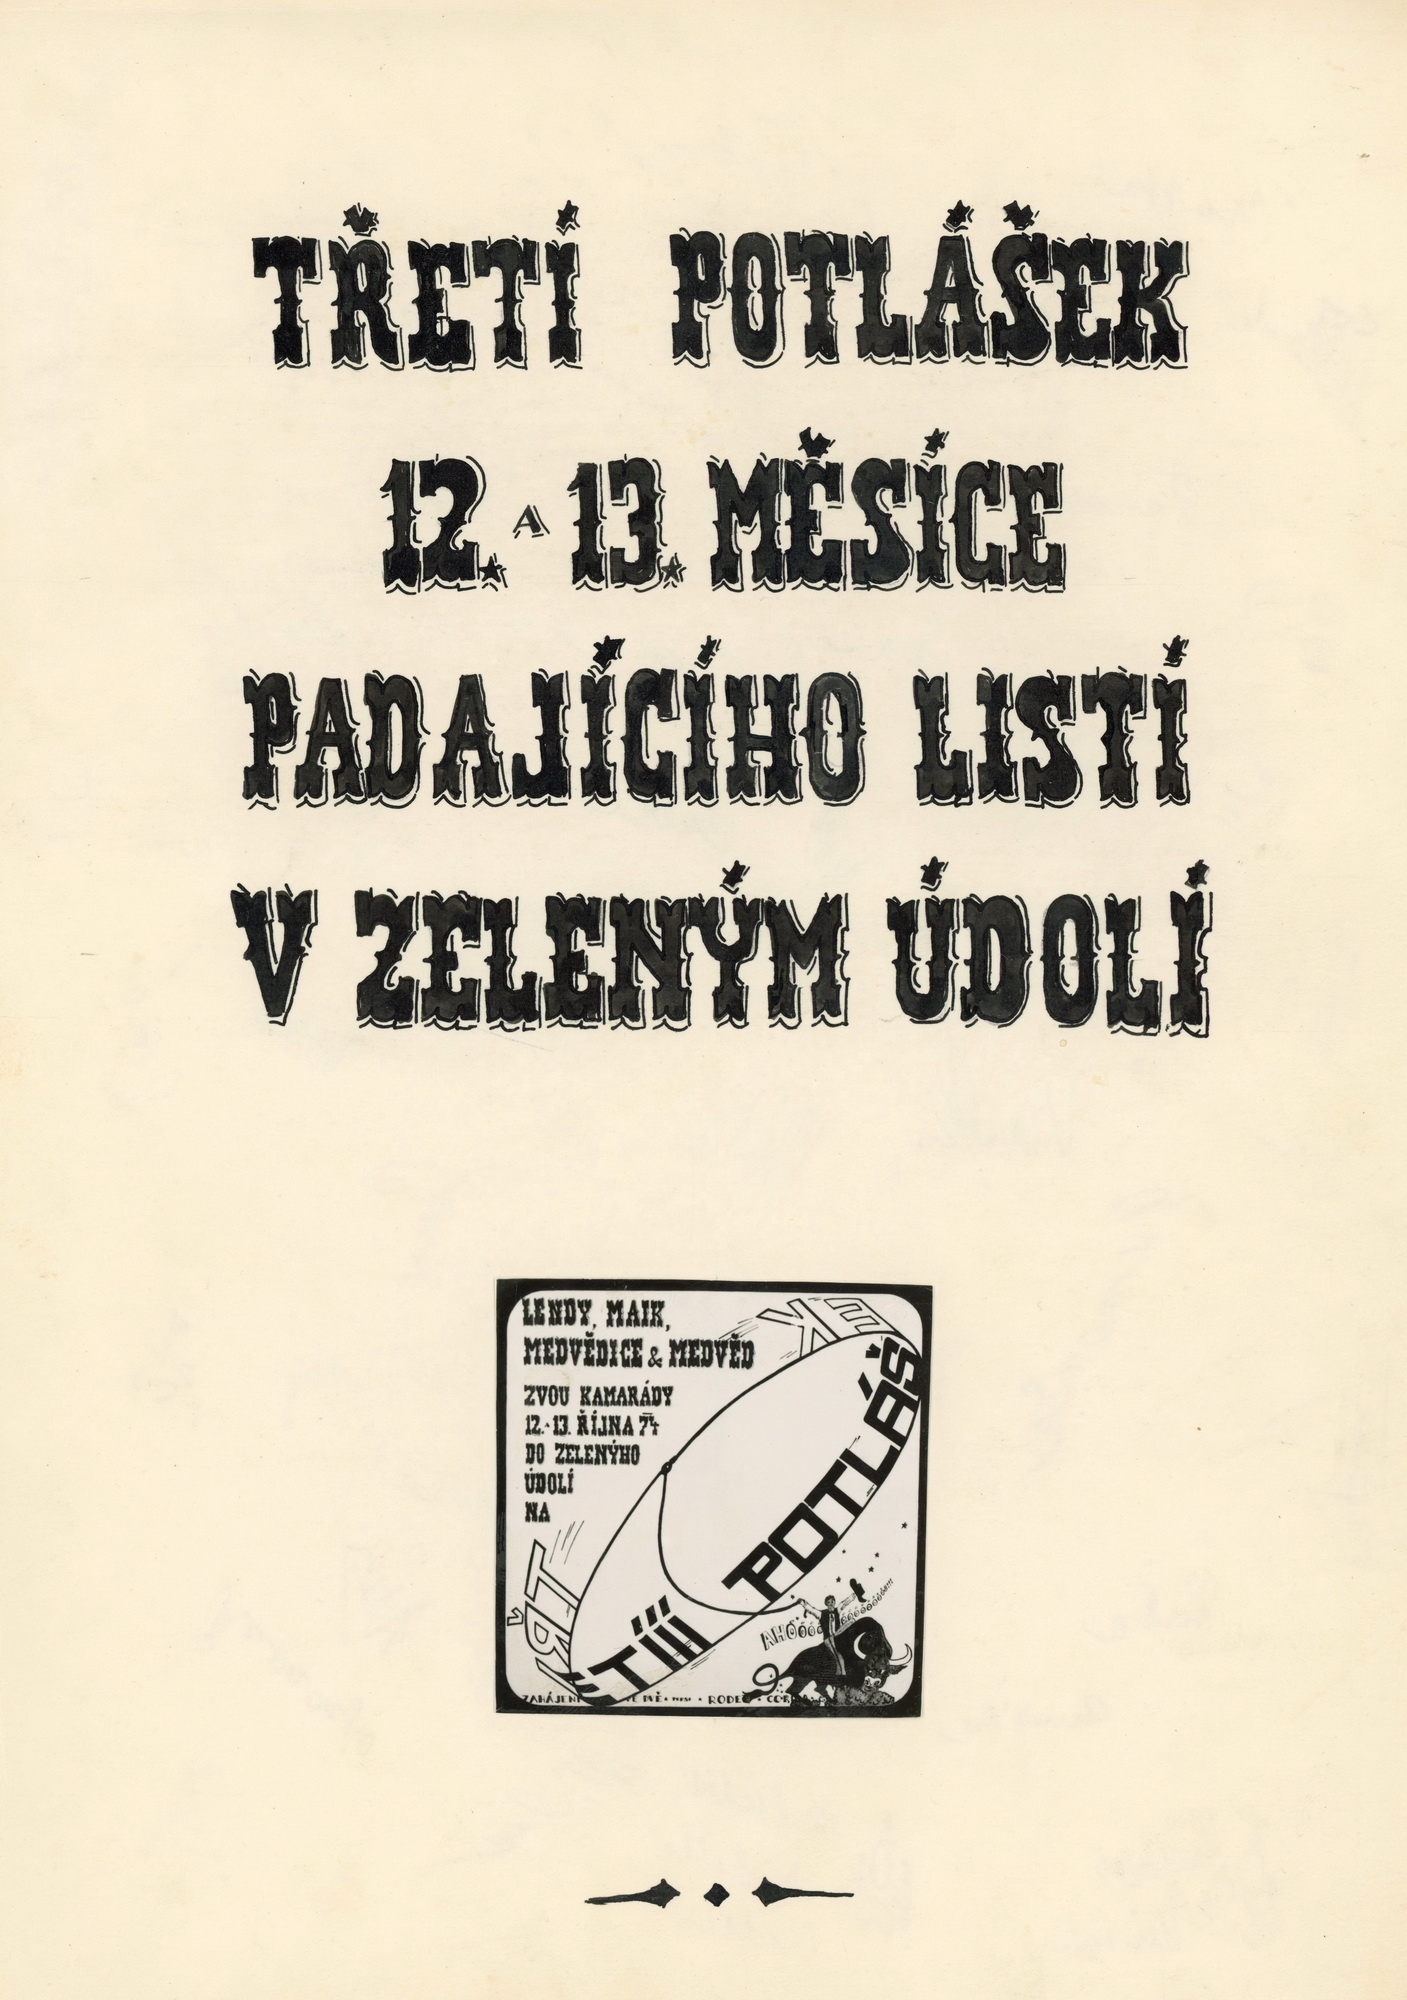 TŘETÍ POTLÁŠEK
12. A 13. MĚSÍCE
PADAJÍCÍHO LISTÍ
V ZELENÝM ÚDOLÍ
LENDY, MAIK,
MEDVĚDICE & MEDVĚD
ZVOU KAMARÁDY
12.-13. ŘÍJNA 74
DO ZELENÝHO
ÚDOLÍ
NA
TŘETÍÍÍ POTLÁŠEK
RODEO